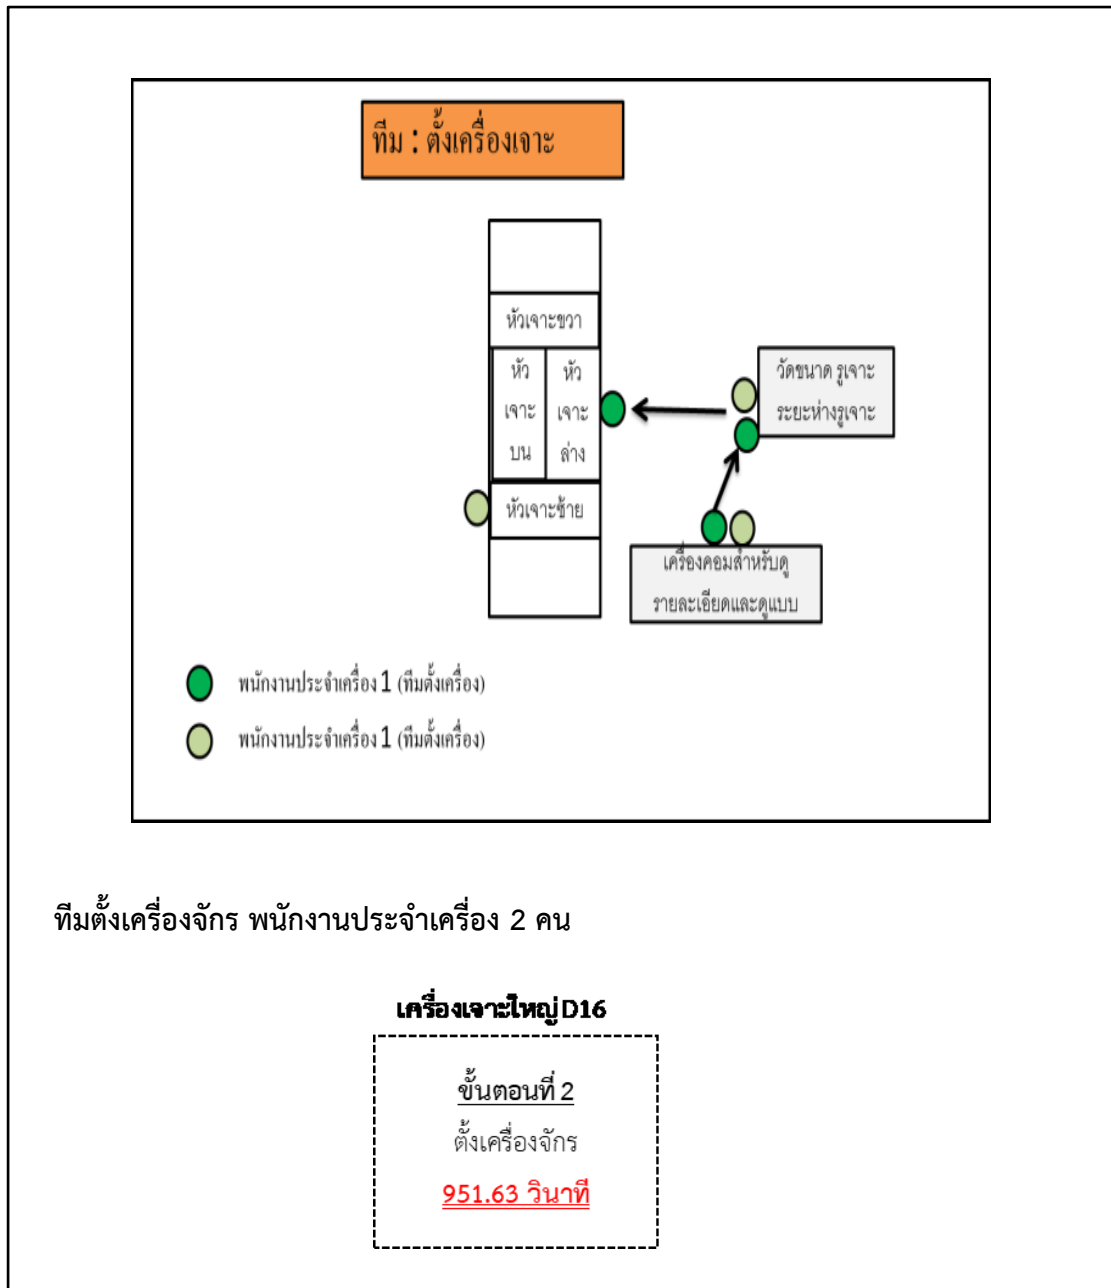 ทีม : ตั้งเครื่องเจาะ
หัวเจาะขวา
หัว
เจาะ
บน
หัว
เจาะ
ล่าง
หัวเจาะซ้าย
วัดขนาด รูเจาะ
ระยะห่างรูเจาะ
เครื่องคอมสำหรับดู
รายละเอียดและดูแบบ
พนักงานประจำเครื่อง 1 (ทีมตั้งเครื่อง)
พนักงานประจำเครื่อง 1 (ทีมตั้งเครื่อง)
ทีมตั้งเครื่องจักร พนักงานประจำเครื่อง 2 คน
เครื่องเจาะใหญ่ D16
ขั้นตอนที่ 2
ตั้งเครื่องจักร
951.63 วินาที